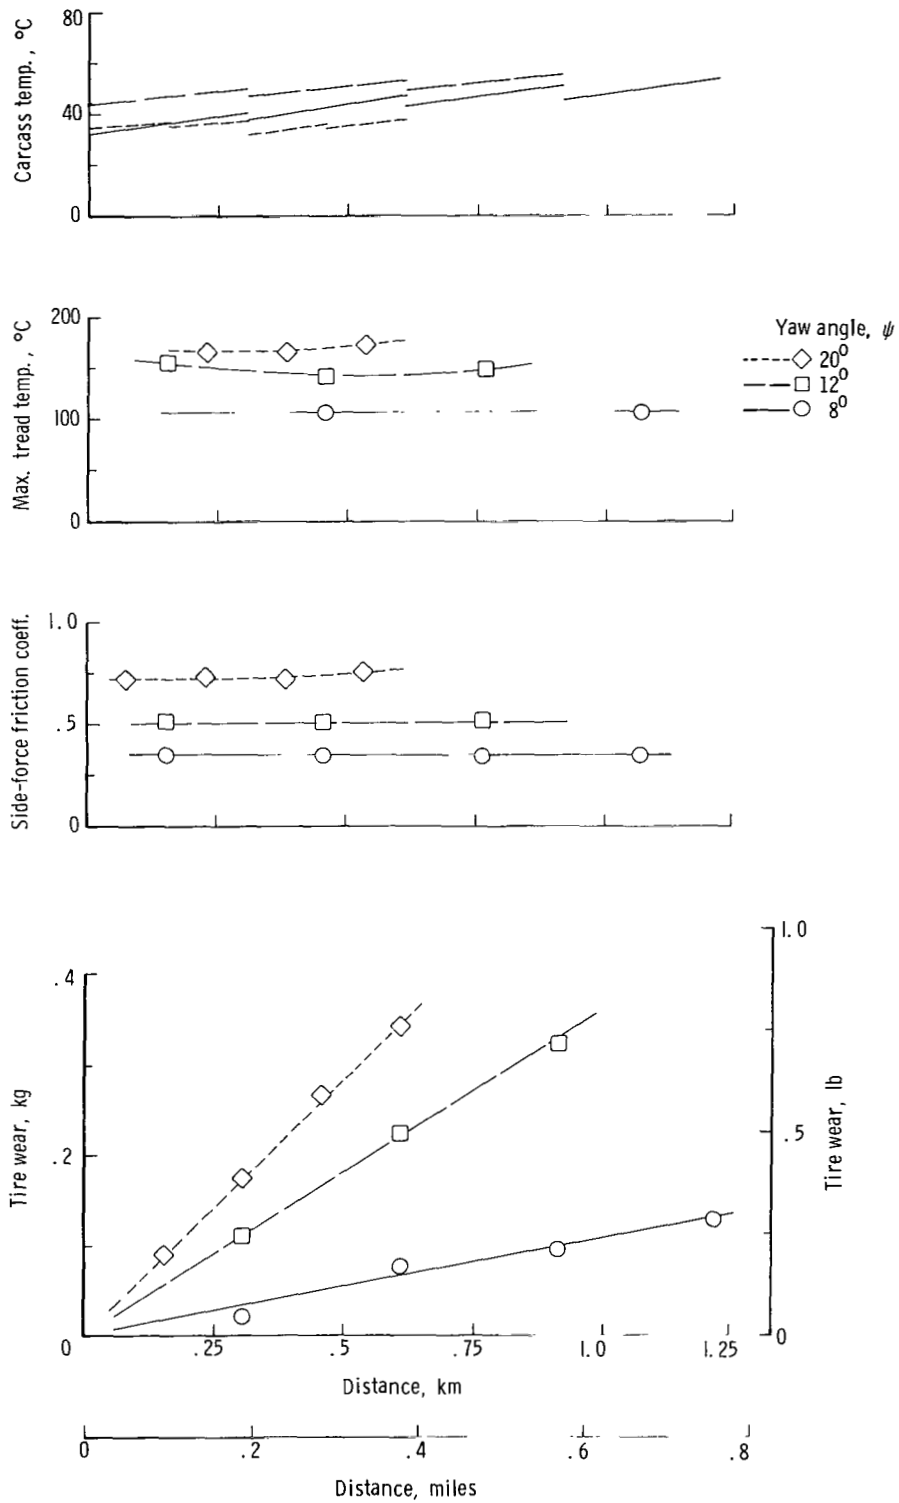 80
40
0
Carcass temp., °C
200
100
0
Max. tread temp., °C
Yaw angle, ψ
20°
12°
8°
1.0
.5
0
Side-force friction coeff.
.4
.2
0
Tire wear, kg
1.0
.5
0
Tire wear, lb
.25 .5 .75 1.0 1.25
Distance, km
0 .2 .4 .6 .8
Distance, miles